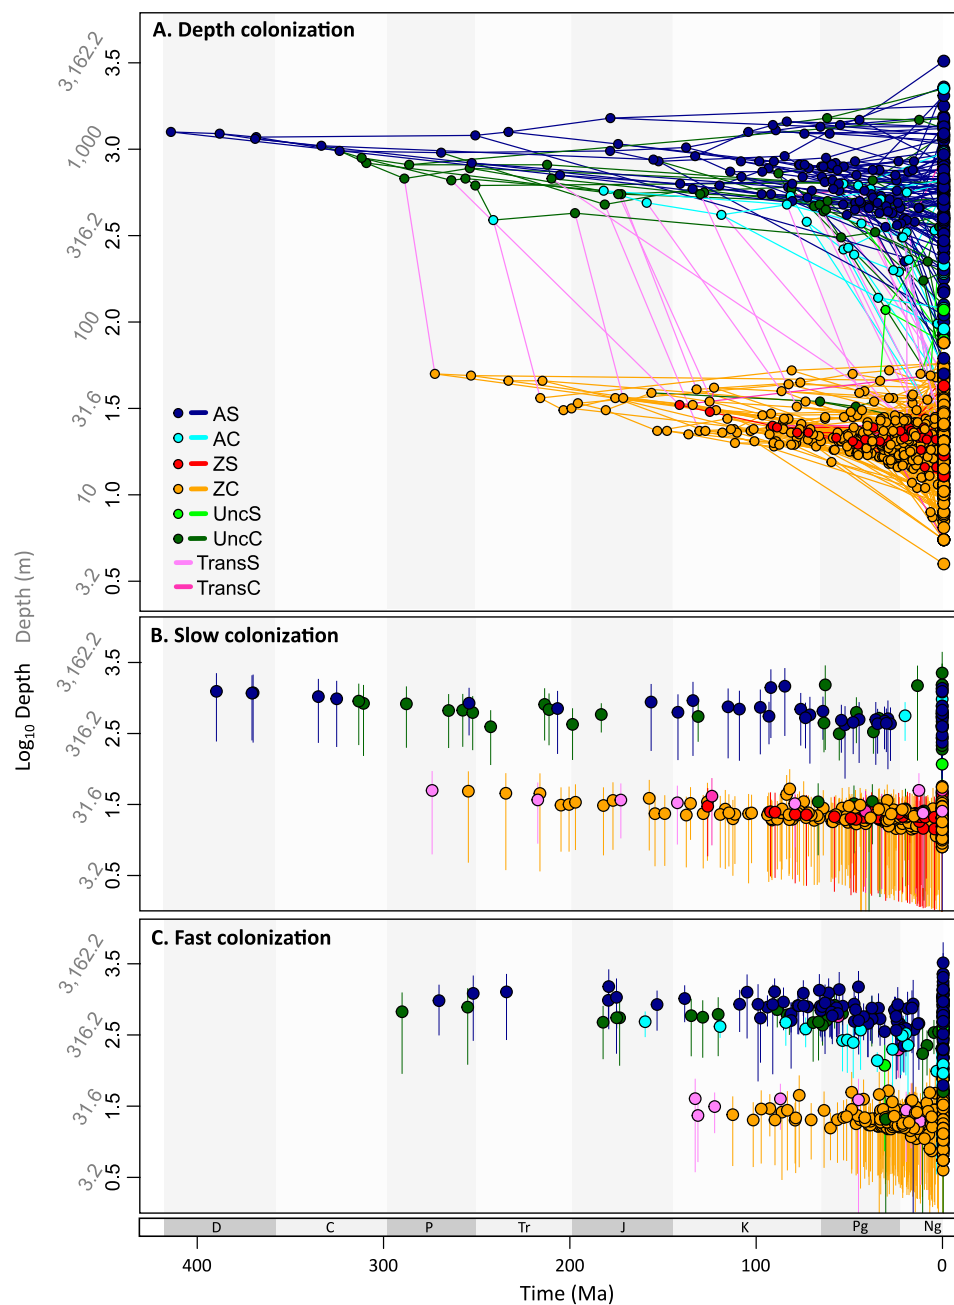 A. Depth colonization
3,162.2
3.5
1,000
3.0
316.2
2.5
100
2.0
31.6
1.5
10
1.0
3.2
0.5
AS
AC
ZS
ZC
UncS
UncC
TransS
TransC
Log10 Depth Depth (m)
B. Slow colonization
3,162.2
3.5
316.2
2.5
31.6
1.5
3.2
0.5
C. Fast colonization
3,162.2
3.5
316.2
2.5
31.6
1.5
3.2
0.5
D C P Tr J K Pg Ng
400 300 200 100 0
Time (Ma)